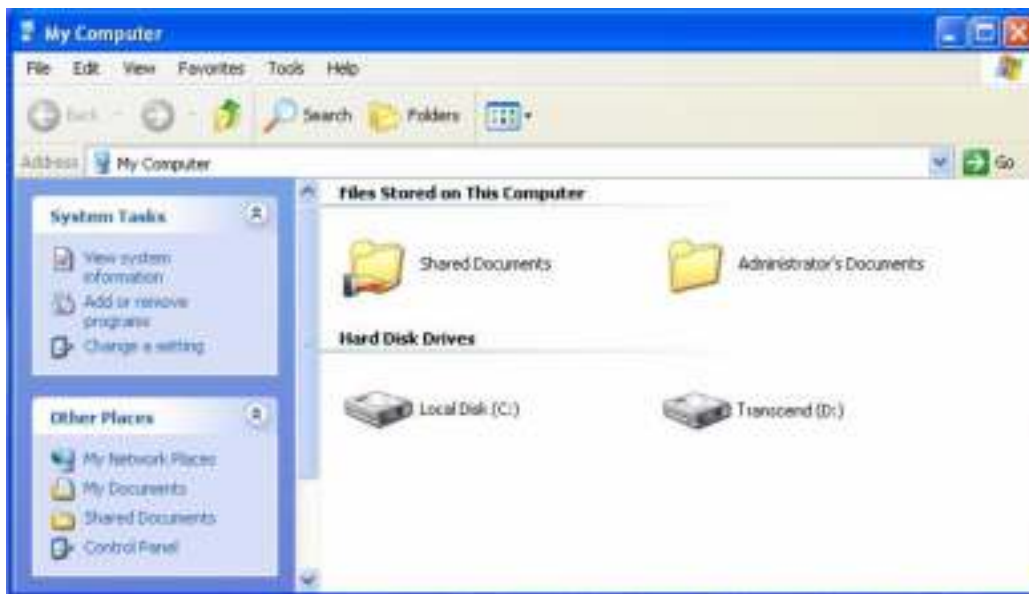 My Computer
File Edit View Favorites Tools Help
Back Search Folders
Address My Computer Go
System Tasks
View system
information
Add or remove
programs
Change a setting
Other Places
My Network Places
My Documents
Shared Documents
Control Panel
Files Stored on This Computer
Shared Documents Administrator's Documents
Hard Disk Drives
Local Disk (C:) Transcend (D:)